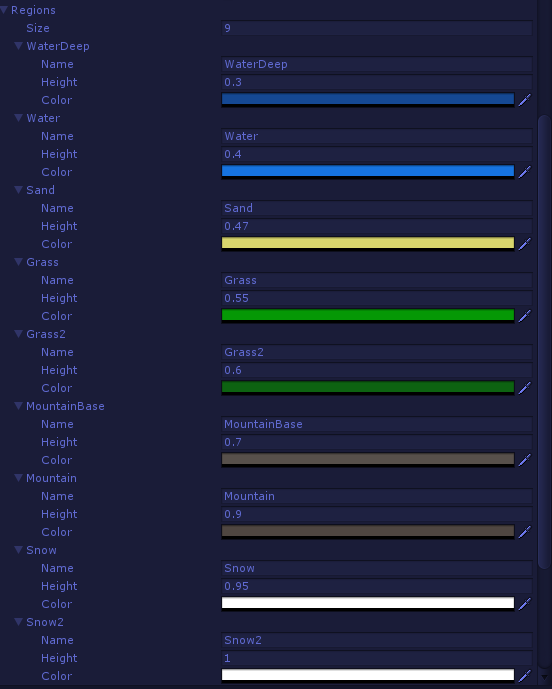 Regions
Size 9
WaterDeep
Name WaterDeep
Height 0.3
Color
Water
Name Water
Height 0.4
Color
Sand
Name Sand
Height 0.47
Color
Grass
Name Grass
Height 0.55
Color
Grass2
Name Grass2
Height 0.6
Color
MountainBase
Name MountainBase
Height 0.7
Color
Mountain
Name Mountain
Height 0.9
Color
Snow
Name Snow
Height 0.95
Color
Snow2
Name Snow2
Height 1
Color